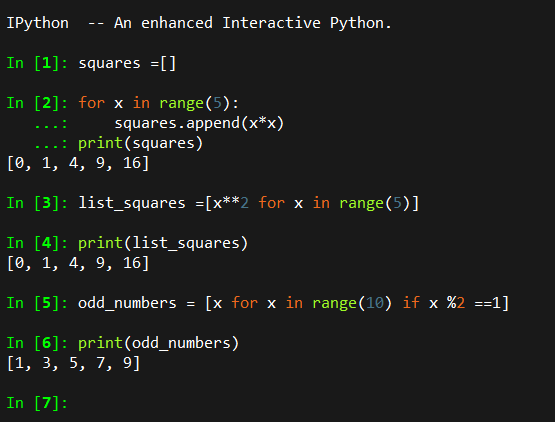 IPython  -- An enhanced Interactive Python.
In [1]: squares =[]
In [2]: for x in range(5):
   ...:     squares.append(x*x)
   ...: print(squares)
[0, 1, 4, 9, 16]
In [3]: list_squares =[x**2 for x in range(5)]
In [4]: print(list_squares)
[0, 1, 4, 9, 16]
In [5]: odd_numbers = [x for x in range(10) if x %2 ==1]
In [6]: print(odd_numbers)
[1, 3, 5, 7, 9]
In [7]: